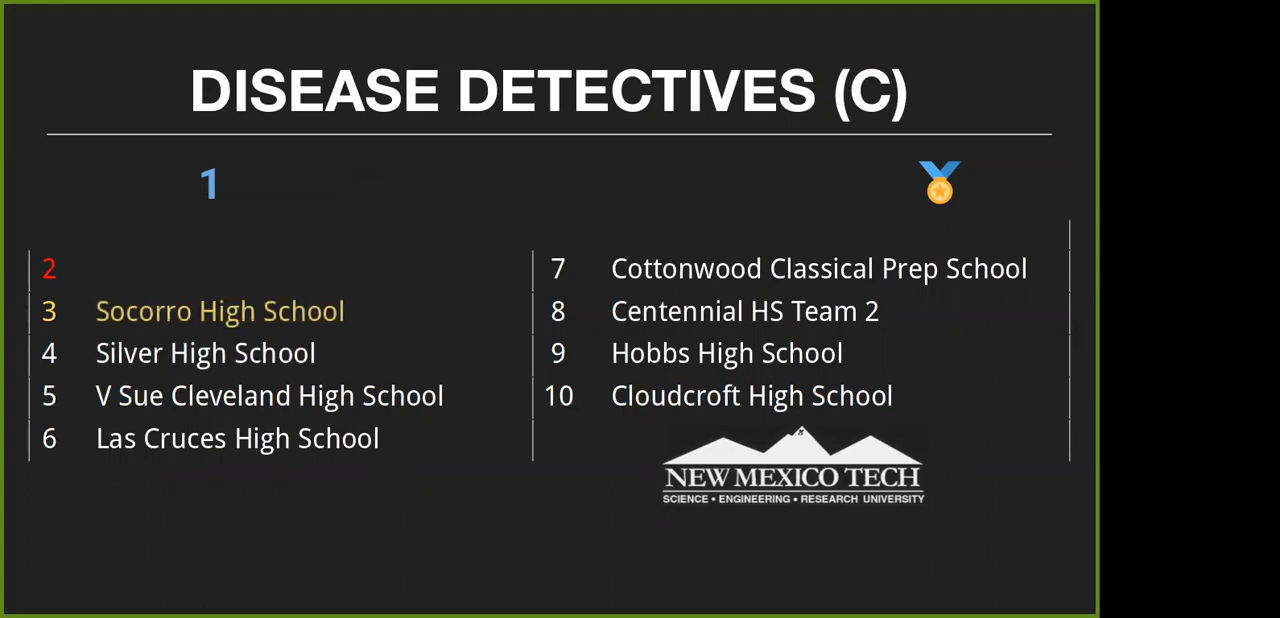 DISEASE DETECTIVES (C)
1
2
3 Socorro High School
4 Silver High School
5 V Sue Cleveland High School
6 Las Cruces High School
7 Cottonwood Classical Prep School
8 Centennial HS Team 2
9 Hobbs High School
10 Cloudcroft High School
NEW MEXICO TECH
SCIENCE • ENGINEERING • RESEARCH UNIVERSITY